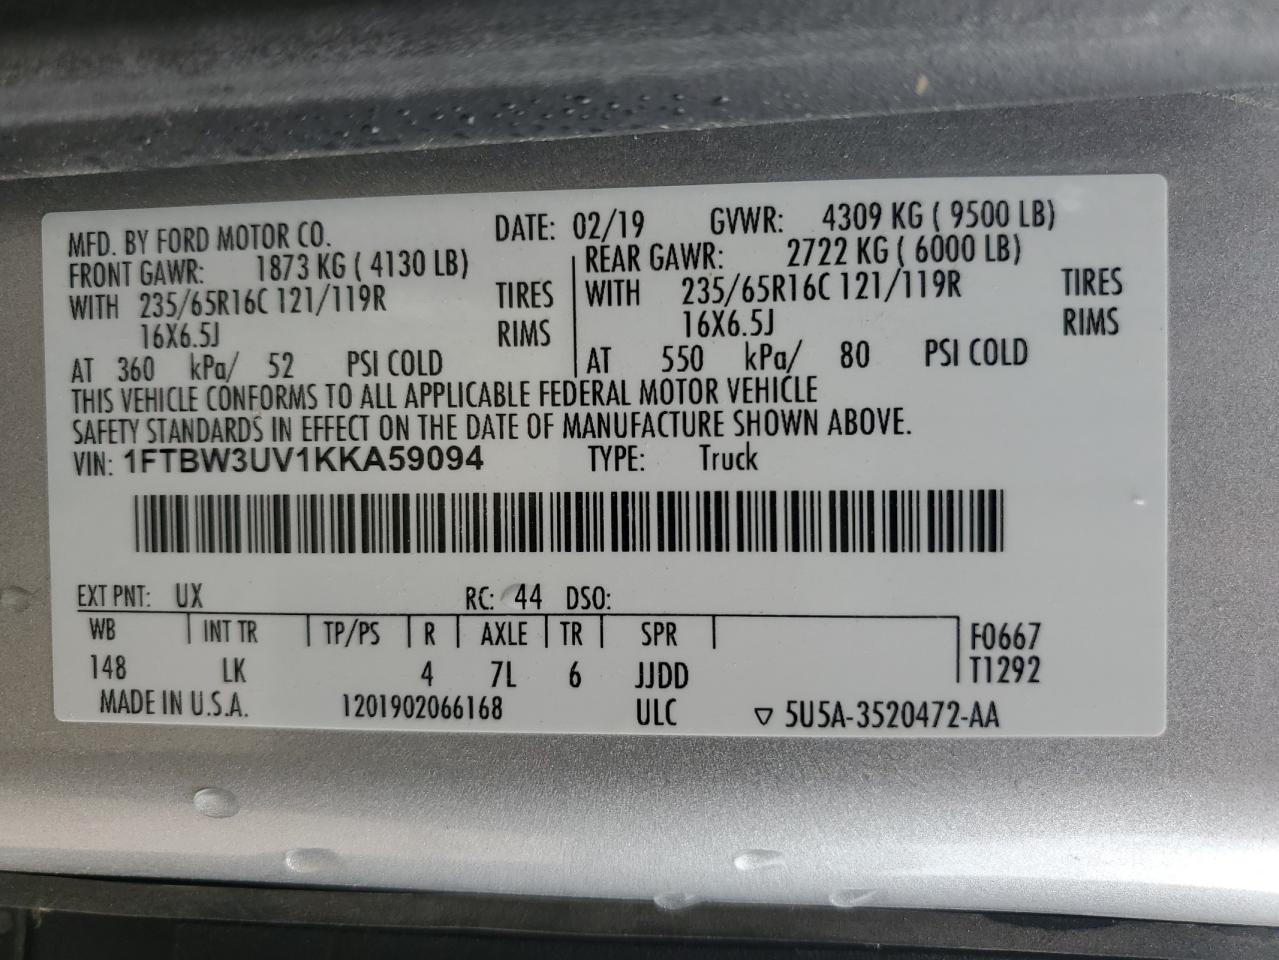 MFD. BY FORD MOTOR CO. DATE: 02/19 GVWR: 4309 KG ( 9500 LB)
FRONT GAWR: 1873 KG ( 4130 LB) REAR GAWR: 2722 KG ( 6000 LB)
WITH 235/65R16C 121/119R TIRES WITH 235/65R16C 121/119R TIRES
16X6.5J RIMS 16X6.5J RIMS
AT 360 kPa/ 52 PSI COLD AT 550 kPa/ 80 PSI COLD
THIS VEHICLE CONFORMS TO ALL APPLICABLE FEDERAL MOTOR VEHICLE
SAFETY STANDARDS IN EFFECT ON THE DATE OF MANUFACTURE SHOWN ABOVE.
VIN: 1FTBW3UV1KKA59094 TYPE: Truck
EXT PNT: UX RC: 44 DSO:
WB INT TR TP/PS R AXLE TR SPR F0667
148 LK 4 7L 6 JJDD T1292
MADE IN U.S.A. 1201902066168 ULC ▽ 5U5A-3520472-AA